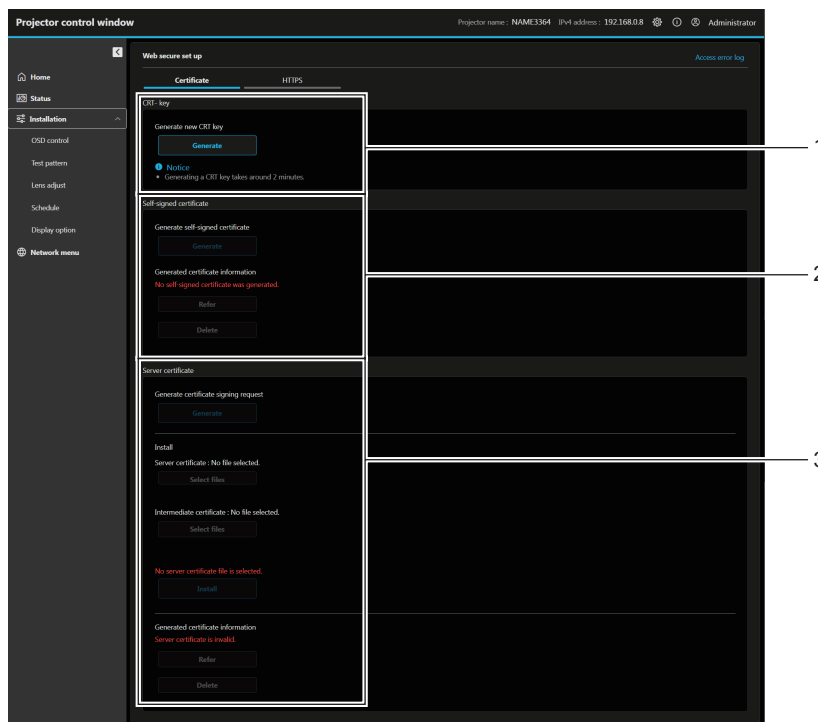 Projector control window
Projector name : NAME3364 IPv4 address : 192.168.0.8 Administrator
Web secure set up
Access error log
Home
Status
Installation
OSD control
Test pattern
Lens adjust
Schedule
Display option
Network menu
Certificate HTTPS
CRT- key
Generate new CRT key
Generate
Notice
• Generating a CRT key takes around 2 minutes.
1
Self-signed certificate
Generate self-signed certificate
Generate
Generated certificate information
No self-signed certificate was generated.
Refer
Delete
2
Server certificate
Generate certificate signing request
Generate
Install
Server certificate : No file selected.
Select files
Intermediate certificate : No file selected.
Select files
No server certificate file is selected.
Install
Generated certificate information
Server certificate is invalid.
Refer
Delete
3